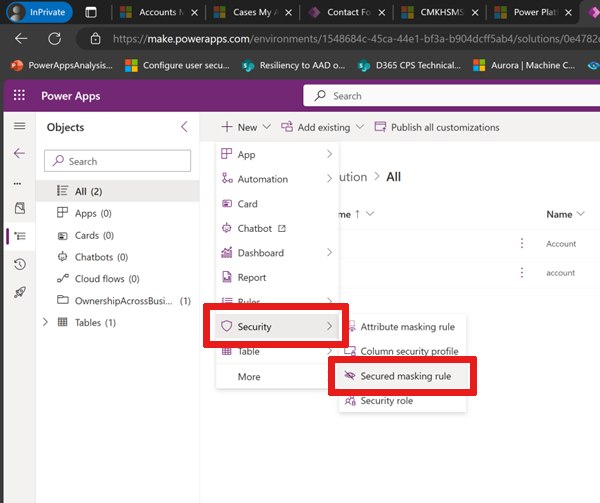 InPrivate
Accounts M
Cases My A
Contact Fo
CMKHSMS
Power Platf
https://make.powerapps.com/environments/1548684c-45ca-44e1-bf3a-b904dcff5ab4/solutions/0e4782
PowerAppsAnalysis...
Configure user secu...
Resiliency to AAD o...
D365 CPS Technical...
Aurora | Machine C...
Power Apps
Search
Objects
New
Add existing
Publish all customizations
Search
All (2)
Apps (0)
Cards (0)
Chatbots (0)
Cloud flows (0)
OwnershipAcrossBusi... (1)
Tables (1)
App
Automation
Card
Chatbot
Dashboard
Report
Rules
Security
Table
More
ution > All
me ↑
Name
Account
account
Attribute masking rule
Column security profile
Secured masking rule
Security role